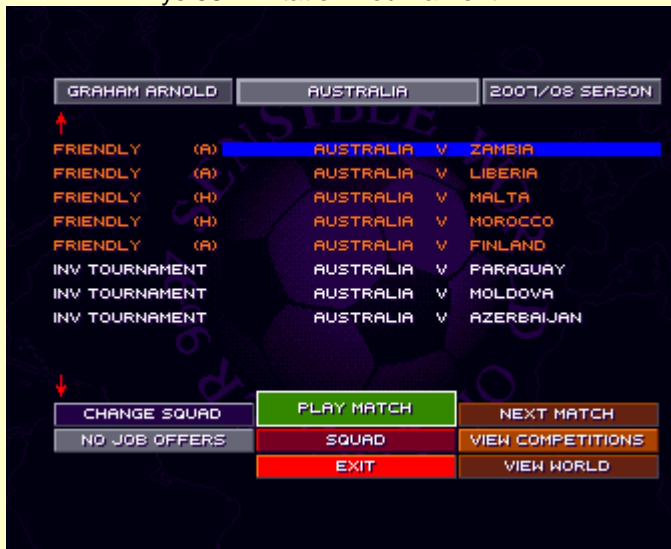 GRAHAM ARNOLD AUSTRALIA 2007/08 SEASON
FRIENDLY (A) AUSTRALIA V ZAMBIA
FRIENDLY (A) AUSTRALIA V LIBERIA
FRIENDLY (H) AUSTRALIA V MALTA
FRIENDLY (H) AUSTRALIA V MOROCCO
FRIENDLY (A) AUSTRALIA V FINLAND
INV TOURNAMENT AUSTRALIA V PARAGUAY
INV TOURNAMENT AUSTRALIA V MOLDOVA
INV TOURNAMENT AUSTRALIA V AZERBAIJAN
CHANGE SQUAD PLAY MATCH NEXT MATCH
NO JOB OFFERS SQUAD VIEW COMPETITIONS
EXIT VIEW WORLD